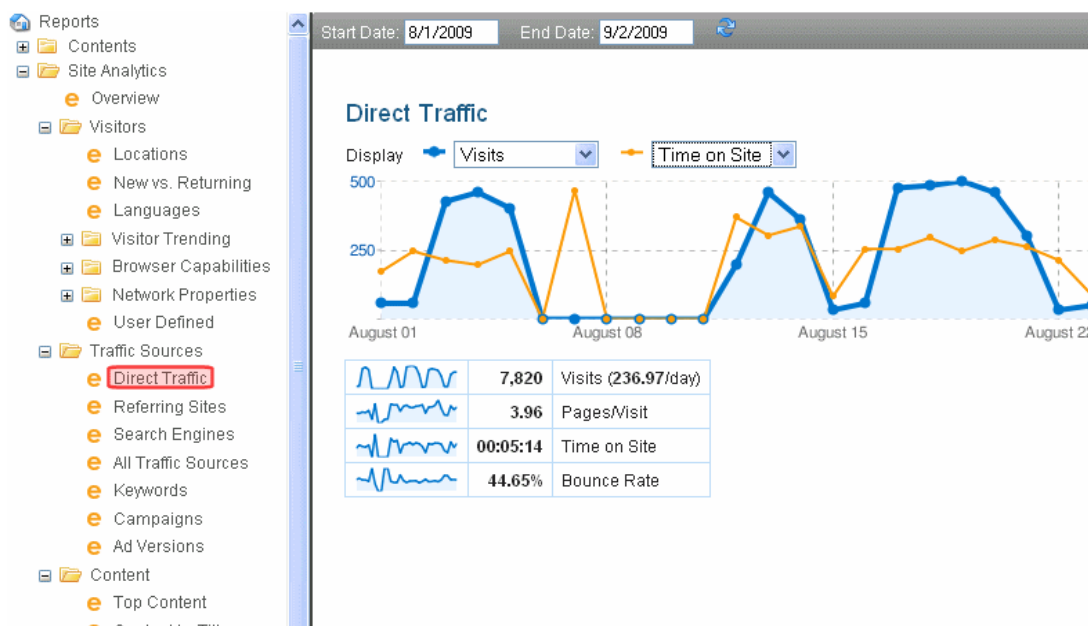 Reports
Contents
Site Analytics
Overview
Visitors
Locations
New vs. Returning
Languages
Visitor Trending
Browser Capabilities
Network Properties
User Defined
Traffic Sources
Direct Traffic
Referring Sites
Search Engines
All Traffic Sources
Keywords
Campaigns
Ad Versions
Content
Top Content
Start Date: 8/1/2009 End Date: 9/2/2009
Direct Traffic
Display Visits Time on Site
500
250
August 01 August 08 August 15 August 22
7,820 Visits (236.97/day)
3.96 Pages/Visit
00:05:14 Time on Site
44.65% Bounce Rate